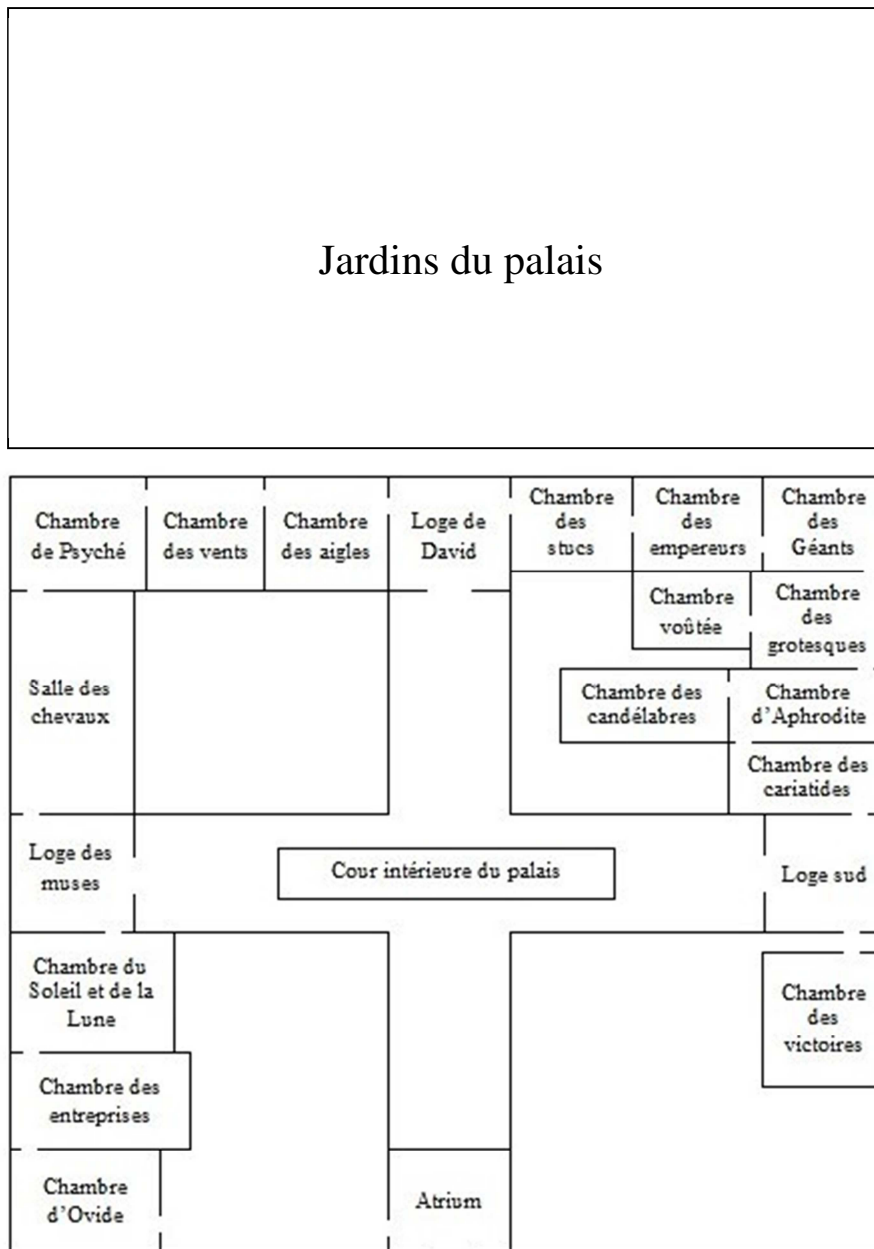 Jardins du palais
Chambre
de Psyché
Chambre
des vents
Chambre
des aigles
Loge de
David
Chambre
des
stucs
Chambre
des
empereurs
Chambre
des
Géants
Chambre
voûtée
Chambre
des
grotesques
Salle des
chevaux
Chambre des
candélabres
Chambre
d'Aphrodite
Chambre des
cariatides
Loge des
muses
Cour intérieure du palais
Loge sud
Chambre du
Soleil et de la
Lune
Chambre
des
victoires
Chambre des
entreprises
Chambre
d'Ovide
Atrium